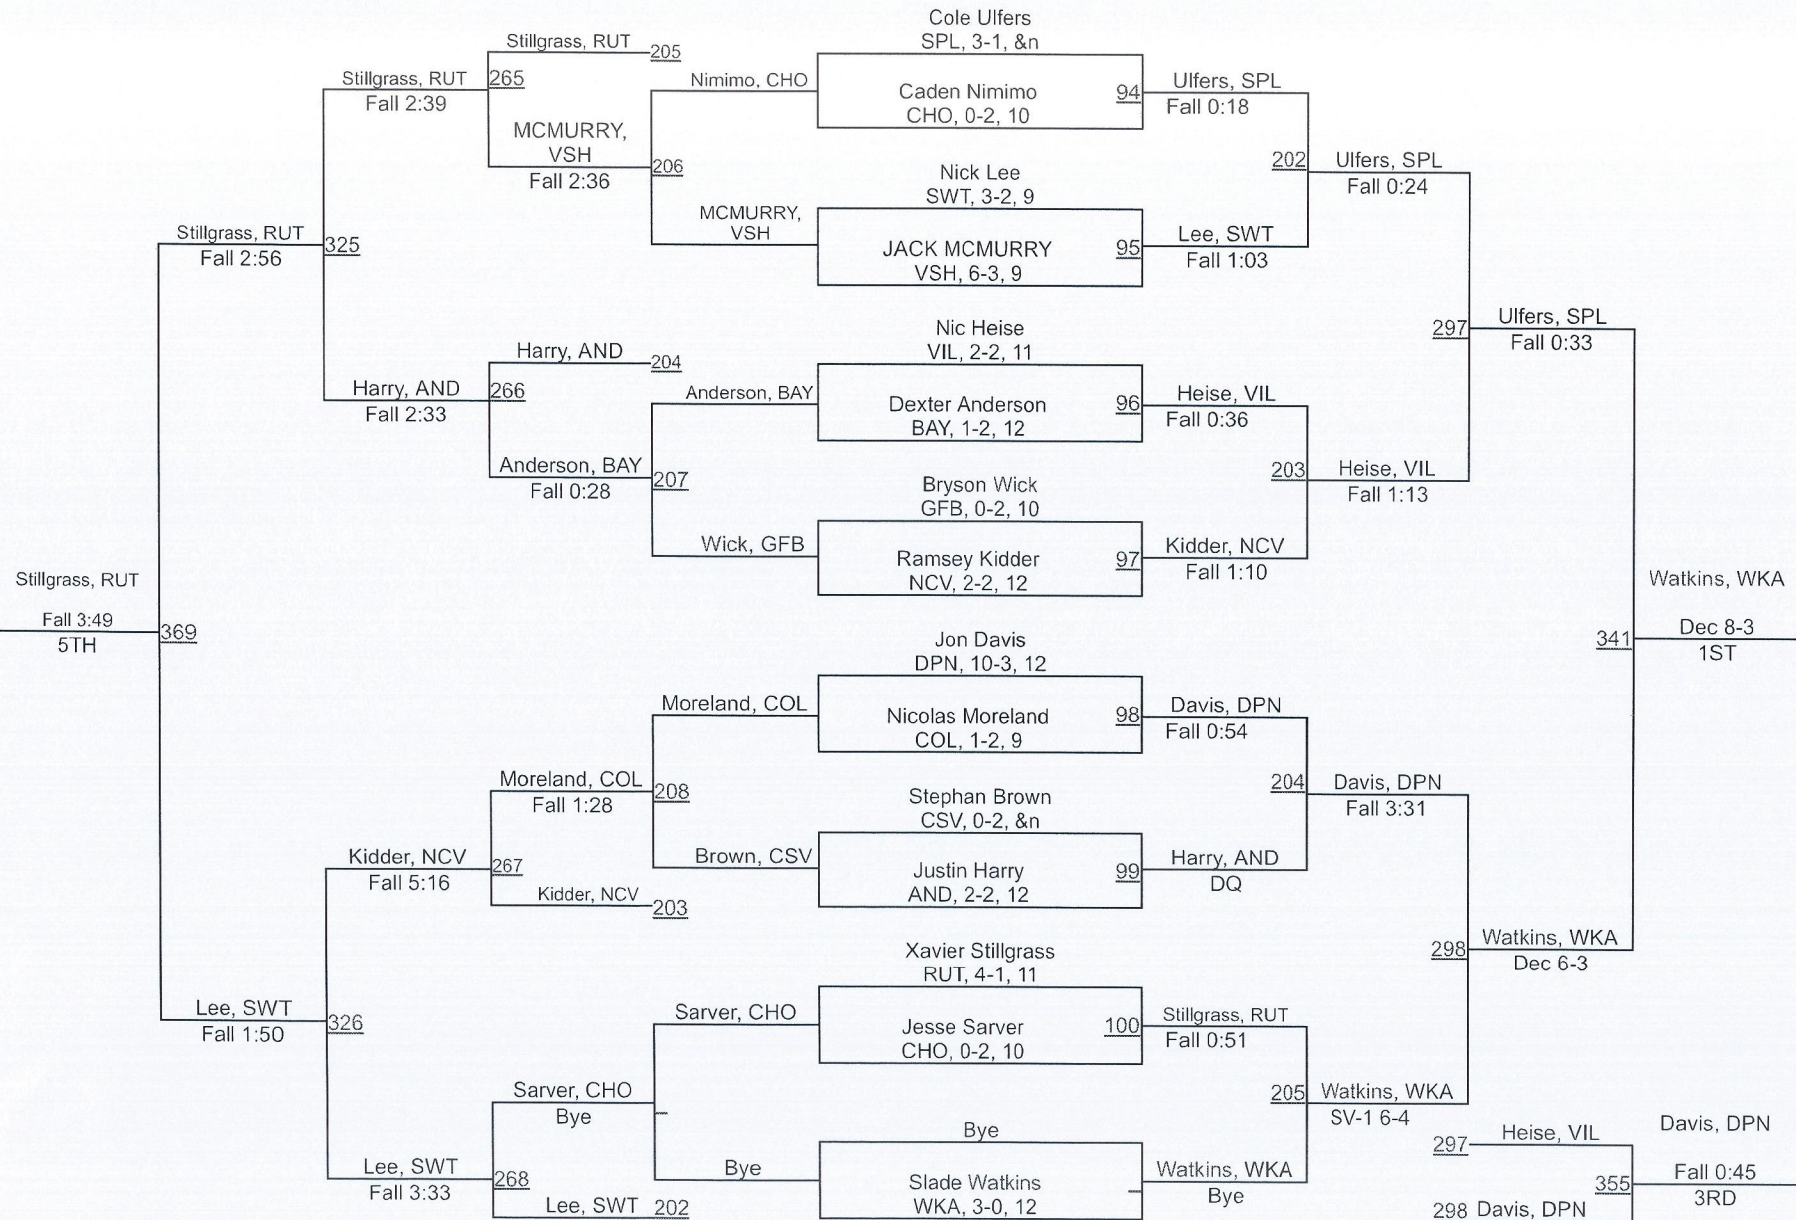 Cole Ulfers
SPL, 3-1, &n
Stillgrass, RUT 205
Stillgrass, RUT 265
Fall 2:39
Nimimo, CHO
Caden Nimimo 94
CHO, 0-2, 10
Ulfers, SPL
Fall 0:18
MCMURRY,
VSH
Fall 2:36
206
Nick Lee
SWT, 3-2, 9
202 Ulfers, SPL
Fall 0:24
MCMURRY,
VSH
JACK MCMURRY 95
VSH, 6-3, 9
Lee, SWT
Fall 1:03
Stillgrass, RUT 325
Fall 2:56
Nic Heise
VIL, 2-2, 11
297 Ulfers, SPL
Fall 0:33
Harry, AND 204
Harry, AND 266
Fall 2:33
Anderson, BAY
Dexter Anderson 96
BAY, 1-2, 12
Heise, VIL
Fall 0:36
Anderson, BAY 207
Fall 0:28
Bryson Wick
GFB, 0-2, 10
203 Heise, VIL
Fall 1:13
Wick, GFB
Ramsey Kidder 97
NCV, 2-2, 12
Kidder, NCV
Fall 1:10
Stillgrass, RUT
Fall 3:49
5TH
369
Watkins, WKA
341 Dec 8-3
1ST
Jon Davis
DPN, 10-3, 12
Moreland, COL
Nicolas Moreland 98
COL, 1-2, 9
Davis, DPN
Fall 0:54
Moreland, COL 208
Fall 1:28
Stephan Brown
CSV, 0-2, &n
204 Davis, DPN
Fall 3:31
Kidder, NCV 267
Fall 5:16
Brown, CSV
Justin Harry 99
AND, 2-2, 12
Harry, AND
DQ
Kidder, NCV 203
Xavier Stillgrass
RUT, 4-1, 11
298 Watkins, WKA
Dec 6-3
Lee, SWT 326
Fall 1:50
Sarver, CHO
Jesse Sarver 100
CHO, 0-2, 10
Stillgrass, RUT
Fall 0:51
Sarver, CHO
Bye
Bye
205 Watkins, WKA
SV-1 6-4
Lee, SWT 268
Fall 3:33
Bye
Slade Watkins
WKA, 3-0, 12
Watkins, WKA
Bye
Lee, SWT 202
297 Heise, VIL
Davis, DPN
355 Fall 0:45
3RD
298 Davis, DPN